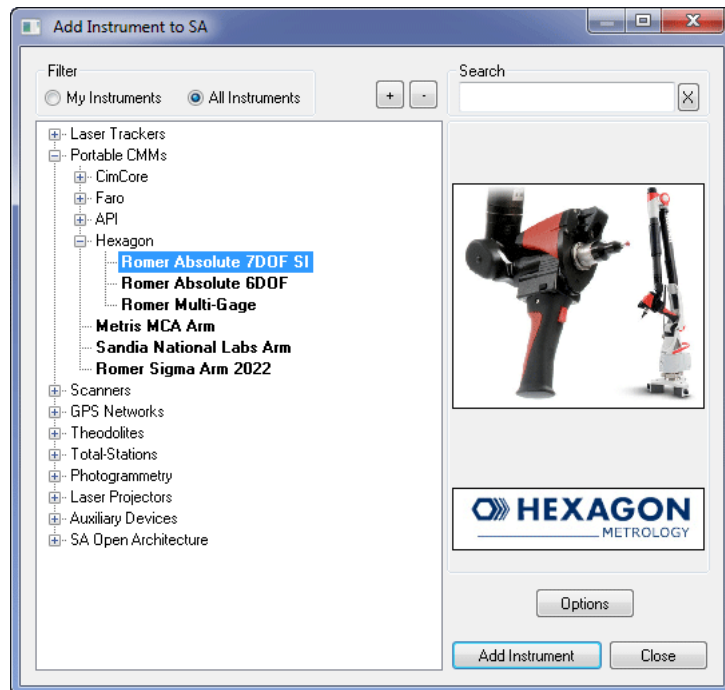 Add Instrument to SA
Filter
My Instruments
All Instruments
+
-
Search
X
Laser Trackers
Portable CMMs
CimCore
Faro
API
Hexagon
Romer Absolute 7DOF SI
Romer Absolute 6DOF
Romer Multi-Gage
Metris MCA Arm
Sandia National Labs Arm
Romer Sigma Arm 2022
Scanners
GPS Networks
Theodolites
Total-Stations
Photogrammetry
Laser Projectors
Auxiliary Devices
SA Open Architecture
HEXAGON
METROLOGY
Options
Add Instrument
Close